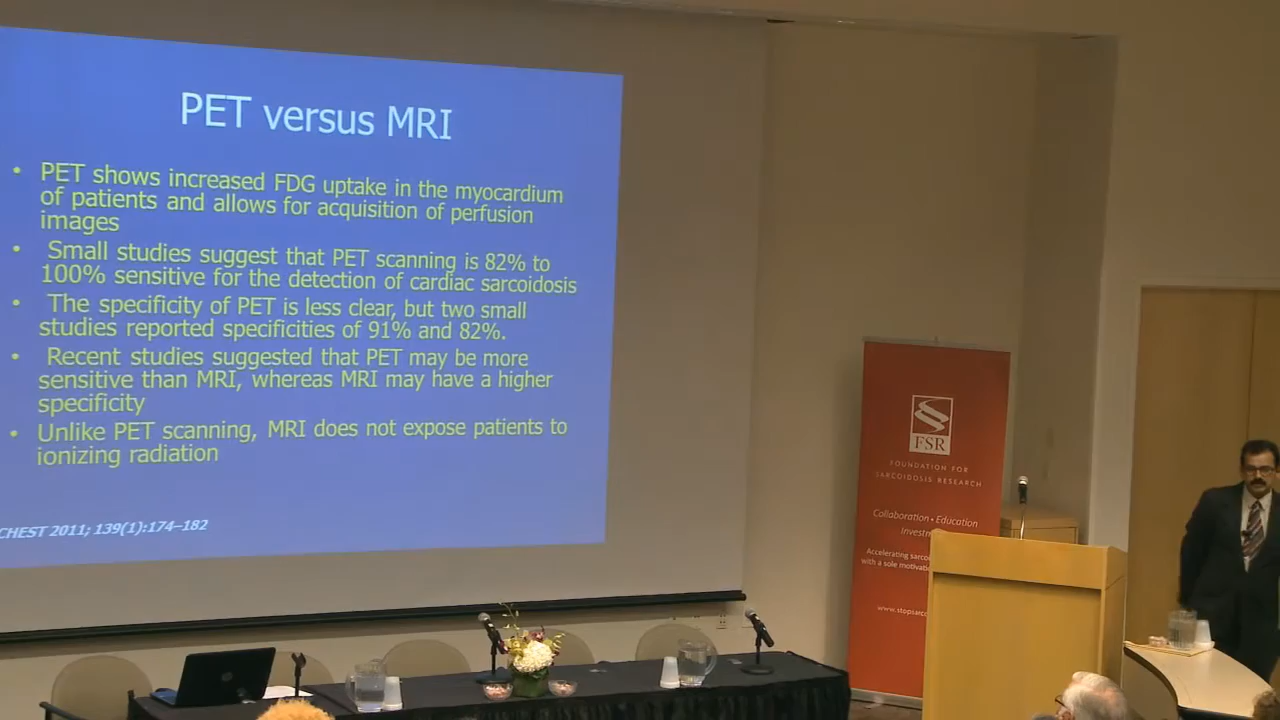 PET versus MRI
• PET shows increased FDG uptake in the myocardium
of patients and allows for acquisition of perfusion
images
• Small studies suggest that PET scanning is 82% to
100% sensitive for the detection of cardiac sarcoidosis
• The specificity of PET is less clear, but two small
studies reported specificities of 91% and 82%.
• Recent studies suggested that PET may be more
sensitive than MRI, whereas MRI may have a higher
specificity
• Unlike PET scanning, MRI does not expose patients to
ionizing radiation
CHEST 2011; 139(1):174–182
FSR
FOUNDATION FOR
SARCOIDOSIS RESEARCH
Collaboration • Education
Accelerating
with a sole